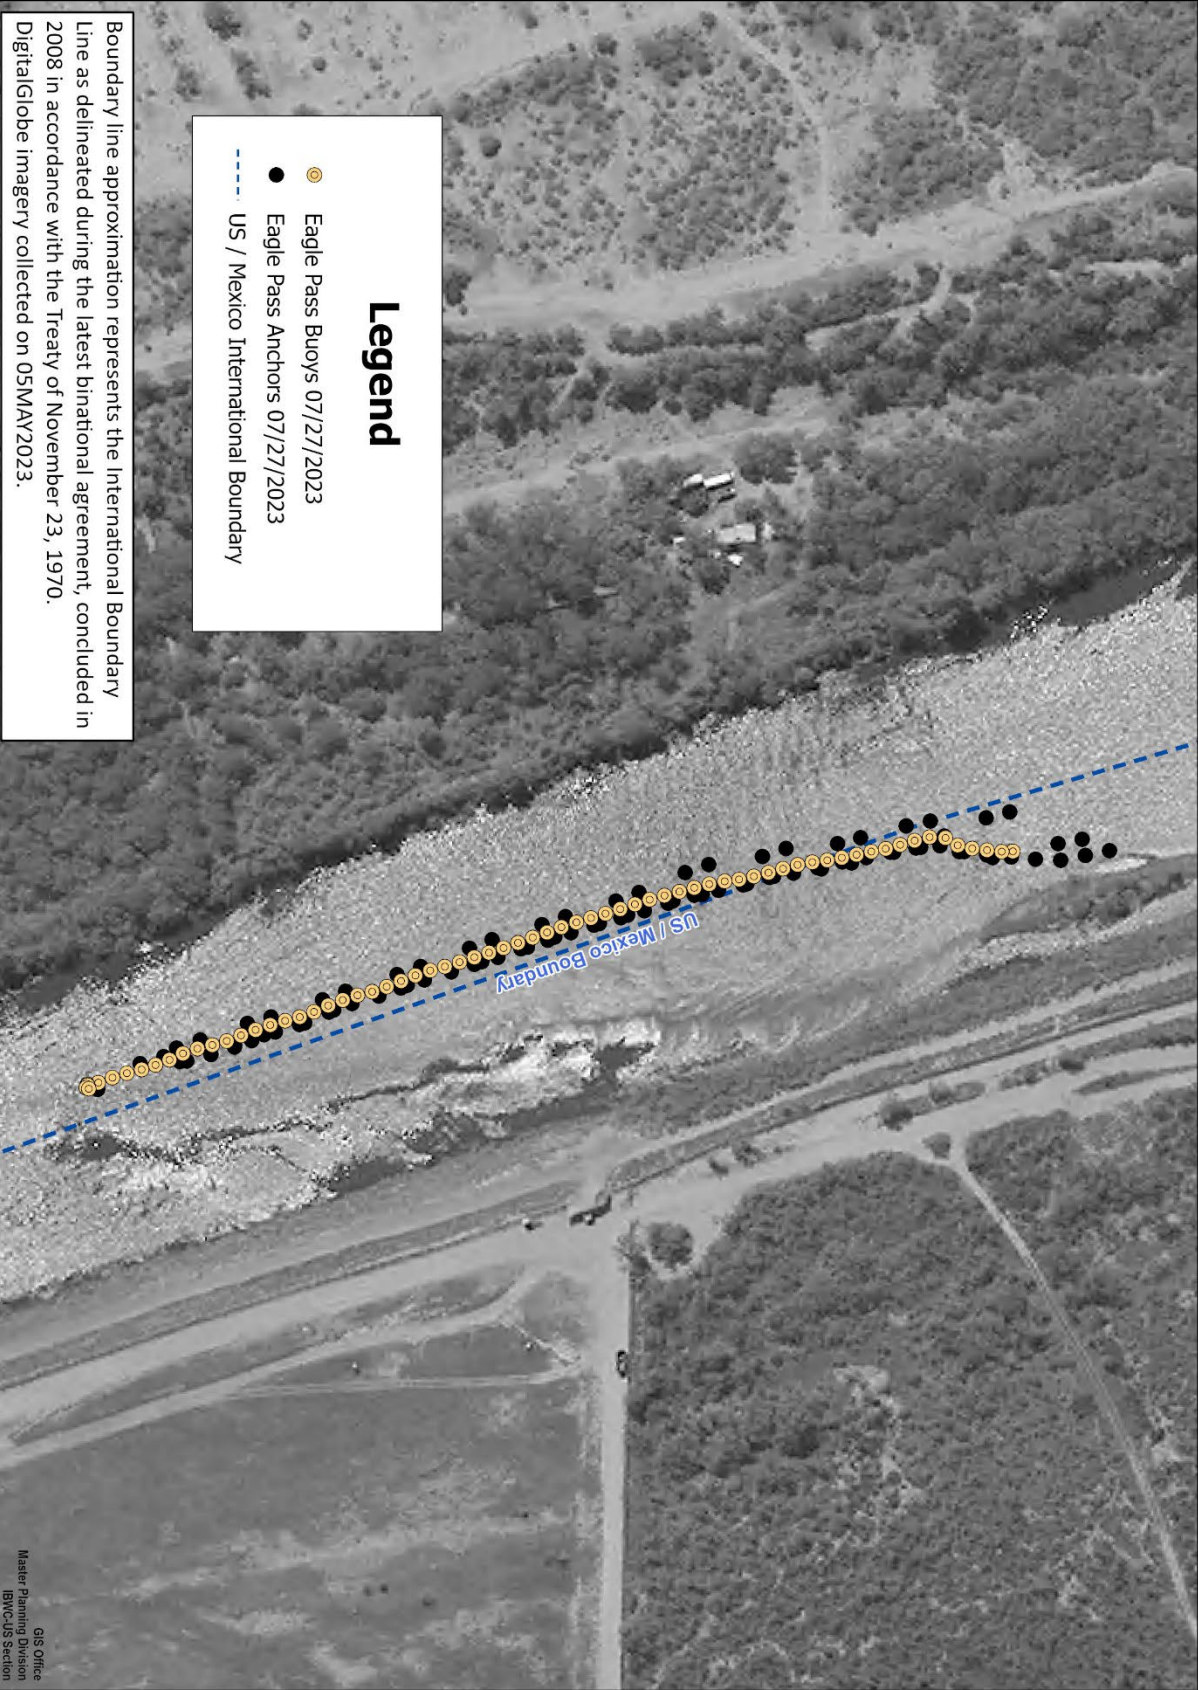 Legend
Eagle Pass Buoys 07/27/2023
Eagle Pass Anchors 07/27/2023
US / Mexico International Boundary
Boundary line approximation represents the International Boundary
Line as delineated during the latest binational agreement, concluded in
2008 in accordance with the Treaty of November 23, 1970.
DigitalGlobe imagery collected on 05MAY2023.
US / Mexico Boundary
GIS Office
Master Planning Division
IBWC-US Section